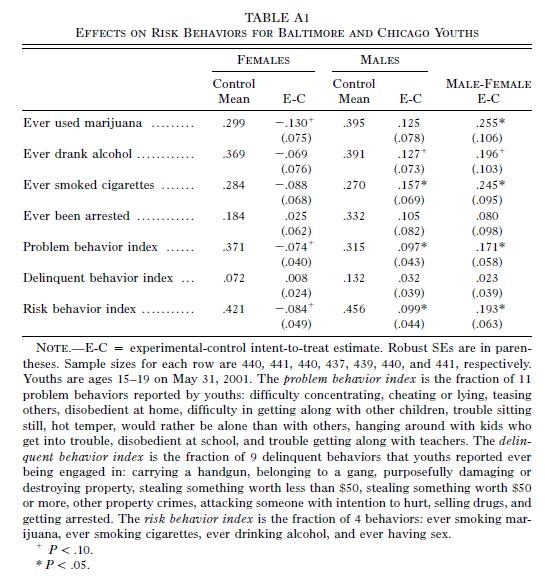 TABLE A1
EFFECTS ON RISK BEHAVIORS FOR BALTIMORE AND CHICAGO YOUTHS
FEMALES MALES
Control Mean E-C Control Mean E-C MALE-FEMALE E-C
Ever used marijuana ......... .299 −.130+ .395 .125 .255*
(.075) (.078) (.106)
Ever drank alcohol ............ .369 −.069 .391 .127+ .196+
(.076) (.073) (.103)
Ever smoked cigarettes ....... .284 −.088 .270 .157* .245*
(.068) (.069) (.095)
Ever been arrested ............ .184 .025 .332 .105 .080
(.062) (.082) (.098)
Problem behavior index ...... .371 −.074+ .315 .097* .171*
(.040) (.043) (.058)
Delinquent behavior index ... .072 .008 .132 .032 .023
(.024) (.039) (.039)
Risk behavior index ........... .421 −.084+ .456 .099* .193*
(.049) (.044) (.063)
NOTE.—E-C = experimental-control intent-to-treat estimate. Robust SEs are in paren-
theses. Sample sizes for each row are 440, 441, 440, 437, 439, 440, and 441, respectively.
Youths are ages 15–19 on May 31, 2001. The problem behavior index is the fraction of 11
problem behaviors reported by youths: difficulty concentrating, cheating or lying, teasing
others, disobedient at home, difficulty in getting along with other children, trouble sitting
still, hot temper, would rather be alone than with others, hanging around with kids who
get into trouble, disobedient at school, and trouble getting along with teachers. The delin-
quent behavior index is the fraction of 9 delinquent behaviors that youths reported ever
being engaged in: carrying a handgun, belonging to a gang, purposefully damaging or
destroying property, stealing something worth less than $50, stealing something worth $50
or more, other property crimes, attacking someone with intention to hurt, selling drugs, and
getting arrested. The risk behavior index is the fraction of 4 behaviors: ever smoking mar-
ijuana, ever smoking cigarettes, ever drinking alcohol, and ever having sex.
+ P < .10.
* P < .05.